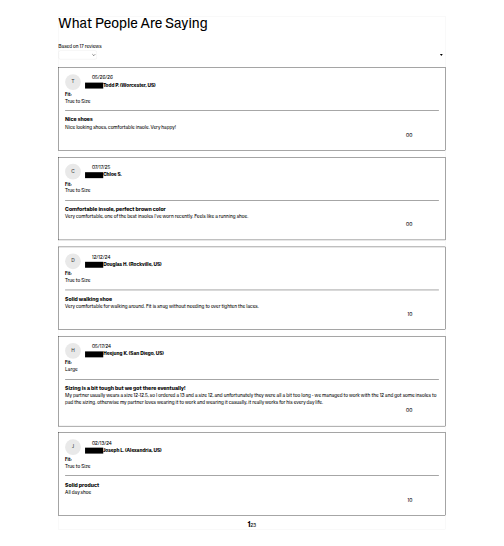 What People Are Saying
Based on 17 reviews
T
Todd P. (Worcester, US)
Fit:
True to Size
Nice shoes
Nice looking shoes, comfortable insole. Very happy!
00
C
07/17/25
Chloe S.
Fit:
True to Size
Comfortable insole, perfect brown color
Very comfortable, one of the best insoles I've worn recently. Feels like a running shoe.
00
D
12/12/24
Douglas H. (Rockville, US)
Fit:
True to Size
Solid walking shoe
Very comfortable for walking around. Fit is snug without needing to over tighten the laces.
10
H
05/17/24
Heejung K. (San Diego, US)
Fit:
Large
Sizing is a bit tough but we got there eventually!
My partner usually wears a size 12-12.5, so I ordered a 13 and a size 12, and unfortunately they were all a bit too long - we managed to work with the 12 and got some insoles to
pad the sizing. otherwise my partner loves wearing it to work and wearing it casually, it really works for his every day life.
00
J
02/13/24
Joseph L. (Alexandria, US)
Fit:
True to Size
Solid product
All day shoe
10
123